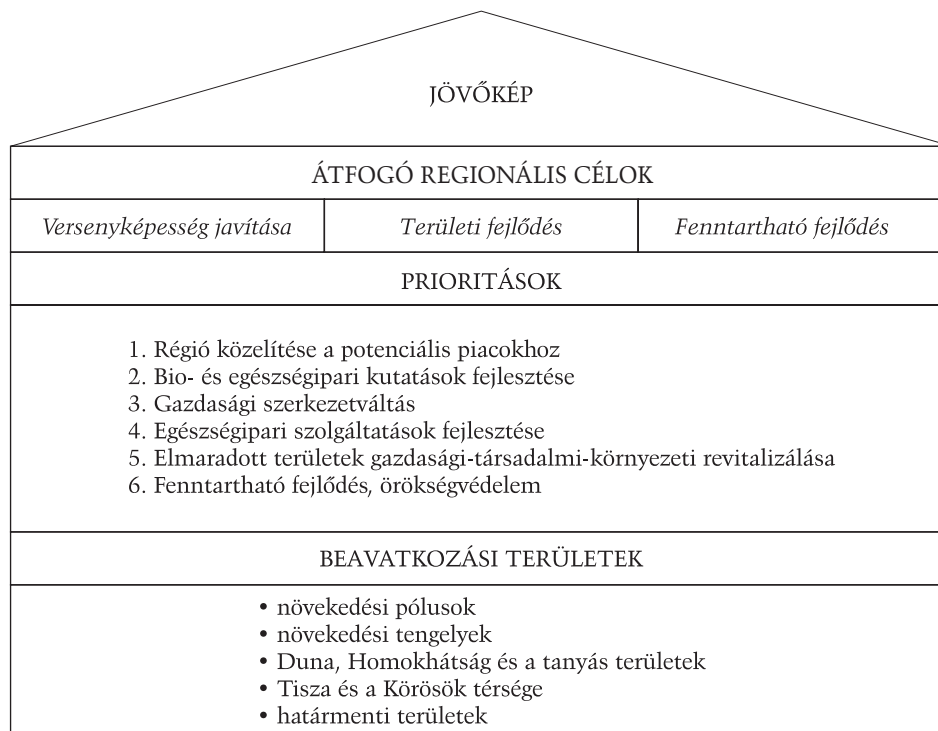 JÖVŐKÉP
ÁTFOGÓ REGIONÁLIS CÉLOK
Versenyképesség javítása
Területi fejlődés
Fenntartható fejlődés
PRIORITÁSOK
1. Régió közelítése a potenciális piacokhoz
2. Bio- és egészségipari kutatások fejlesztése
3. Gazdasági szerkezetváltás
4. Egészségipari szolgáltatások fejlesztése
5. Elmaradott területek gazdasági-társadalmi-környezeti revitalizálása
6. Fenntartható fejlődés, örökségvédelem
BEAVATKOZÁSI TERÜLETEK
• növekedési pólusok
• növekedési tengelyek
• Duna, Homokhátság és a tanyás területek
• Tisza és a Körösök térsége
• határmenti területek